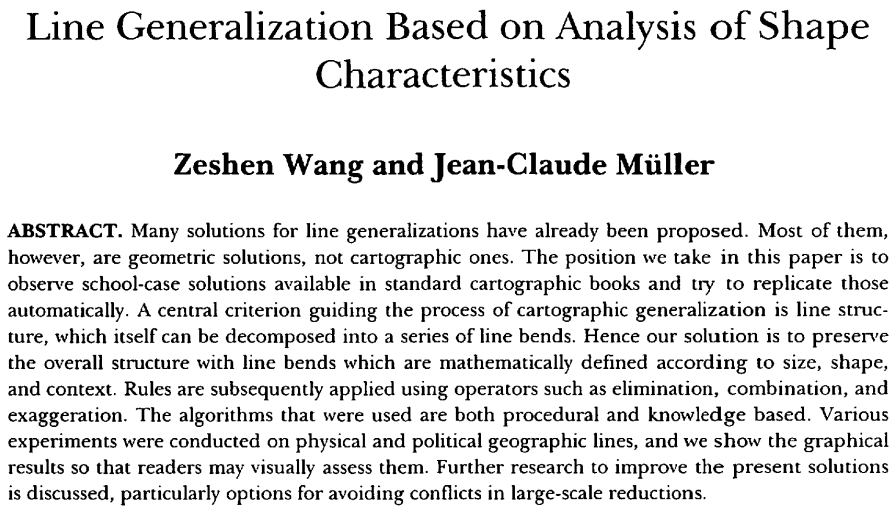 Line Generalization Based on Analysis of Shape
Characteristics
Zeshen Wang and Jean-Claude Müller
ABSTRACT. Many solutions for line generalizations have already been proposed. Most of them,
however, are geometric solutions, not cartographic ones. The position we take in this paper is to
observe school-case solutions available in standard cartographic books and try to replicate those
automatically. A central criterion guiding the process of cartographic generalization is line struc-
ture, which itself can be decomposed into a series of line bends. Hence our solution is to preserve
the overall structure with line bends which are mathematically defined according to size, shape,
and context. Rules are subsequently applied using operators such as elimination, combination, and
exaggeration. The algorithms that were used are both procedural and knowledge based. Various
experiments were conducted on physical and political geographic lines, and we show the graphical
results so that readers may visually assess them. Further research to improve the present solutions
is discussed, particularly options for avoiding conflicts in large-scale reductions.